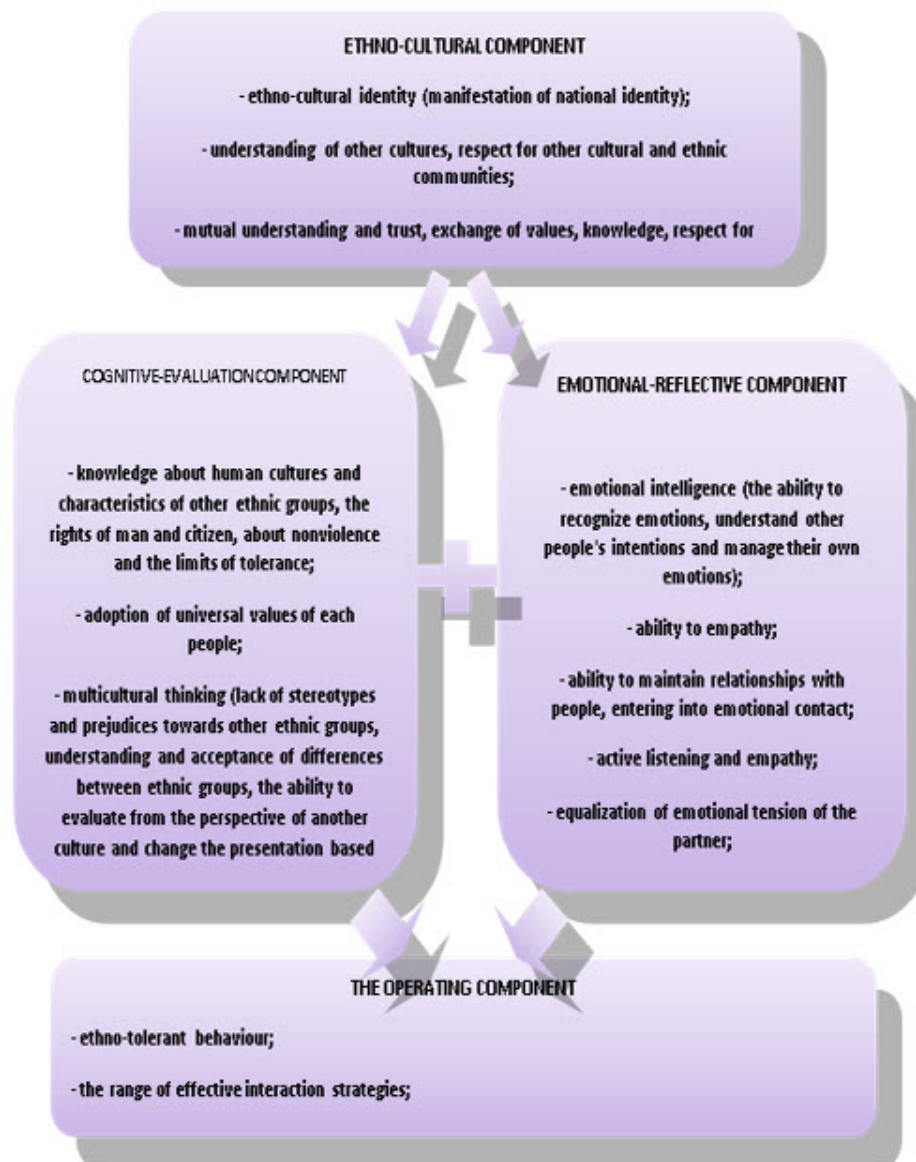 ETHNO-CULTURAL COMPONENT
- ethno-cultural identity (manifestation of national identity);
- understanding of other cultures, respect for other cultural and ethnic
communities;
- mutual understanding and trust, exchange of values, knowledge, respect for
COGNITIVE-EVALUATION COMPONENT
- knowledge about human cultures and
characteristics of other ethnic groups, the
rights of man and citizen, about nonviolence
and the limits of tolerance;
- adoption of universal values of each
people;
- multicultural thinking (lack of stereotypes
and prejudices towards other ethnic groups,
understanding and acceptance of differences
between ethnic groups, the ability to
evaluate from the perspective of another
culture and change the presentation based
EMOTIONAL-REFLECTIVE COMPONENT
- emotional intelligence (the ability to
recognize emotions, understand other
people's intentions and manage their own
emotions);
- ability to empathy;
- ability to maintain relationships with
people, entering into emotional contact;
- active listening and empathy;
- equalization of emotional tension of the
partner;
THE OPERATING COMPONENT
- ethno-tolerant behaviour;
- the range of effective interaction strategies;